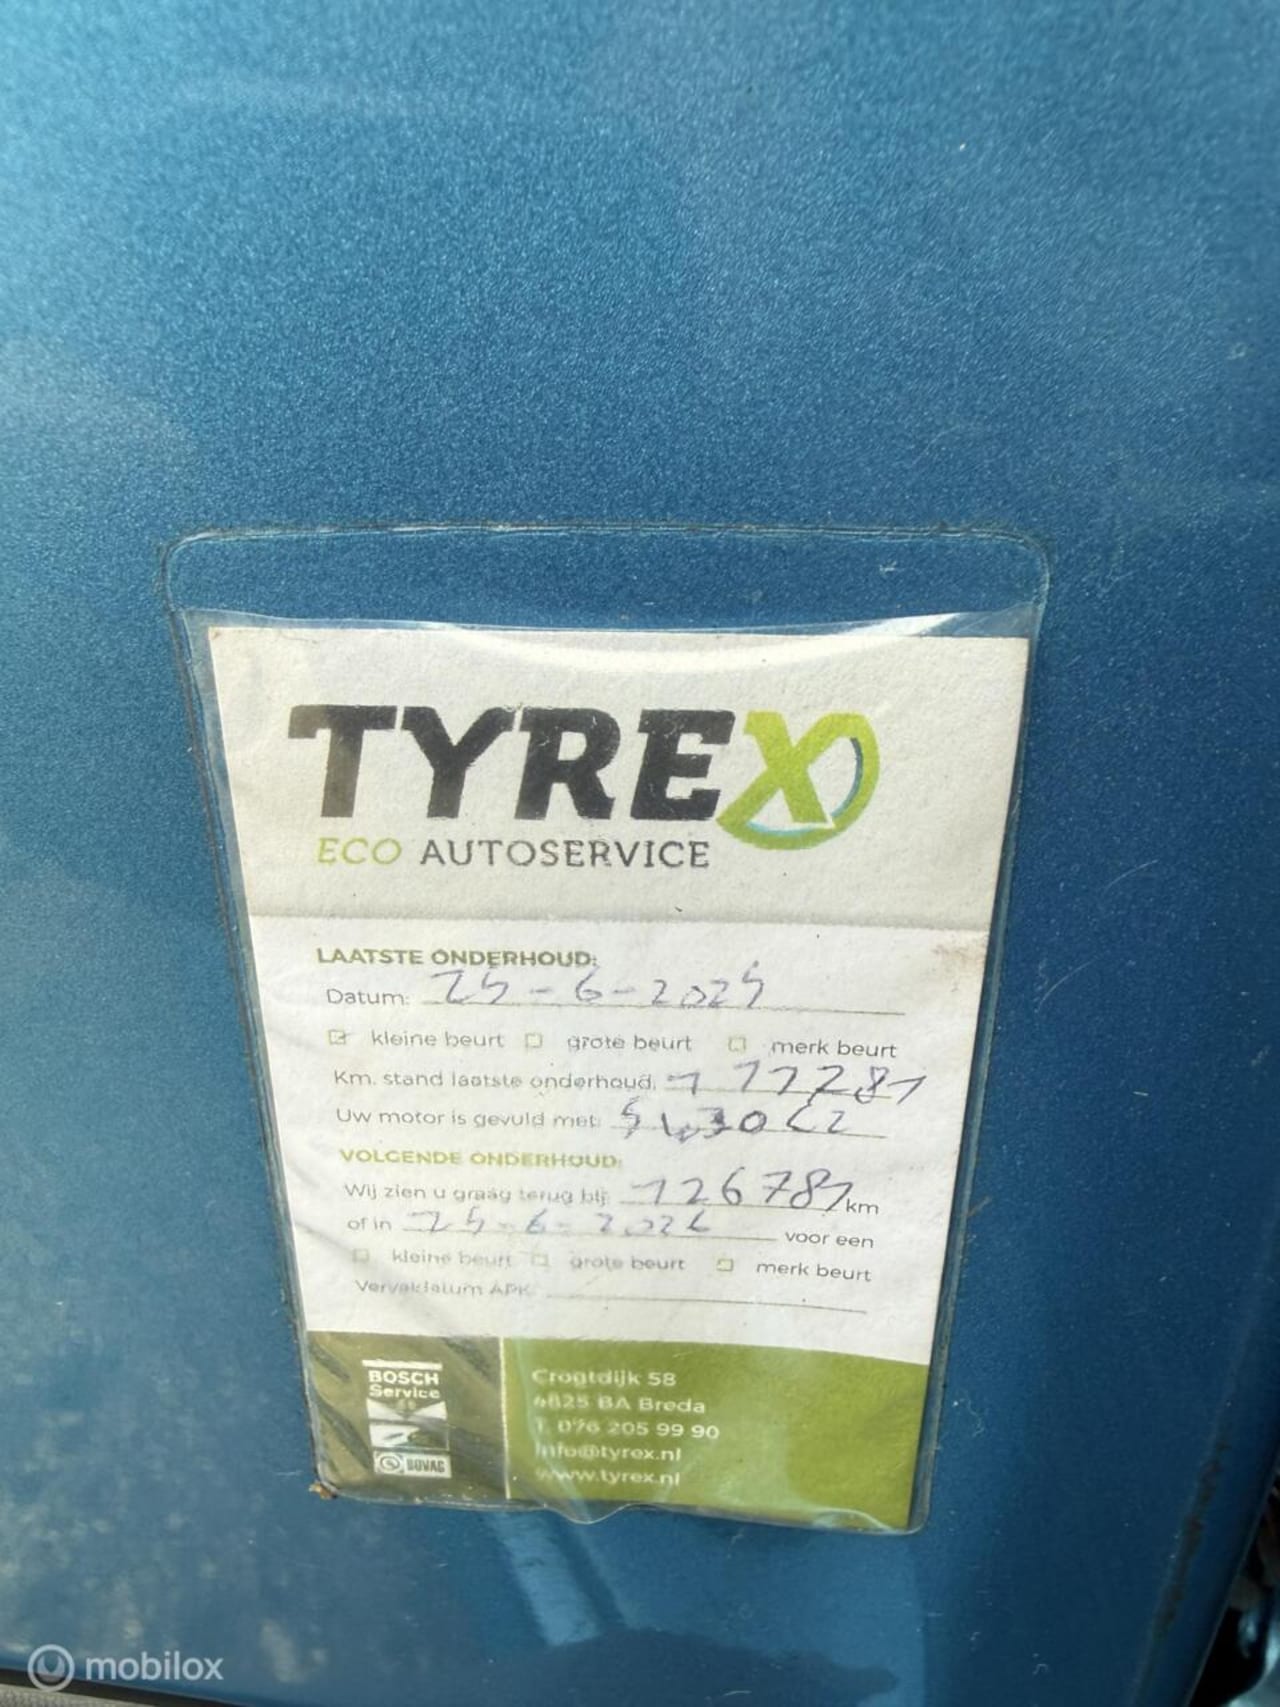 TYREX
ECO AUTOSERVICE
LAATSTE ONDERHOUD:
Datum: 25-6-2025
kleine beurt grote beurt merk beurt
Km. stand laatste onderhoud:
Uw motor is gevuld met:
VOLGENDE ONDERHOUD:
Wij zien u graag terug bij: 126781 km
of in 25-6-2026 voor een
kleine beurt grote beurt merk beurt
Vervaldatum APK:
BOSCH
Service
BOVAG
Crogtdijk 58
4825 BA Breda
T. 076 205 99 90
info@tyrex.nl
www.tyrex.nl
mobilox